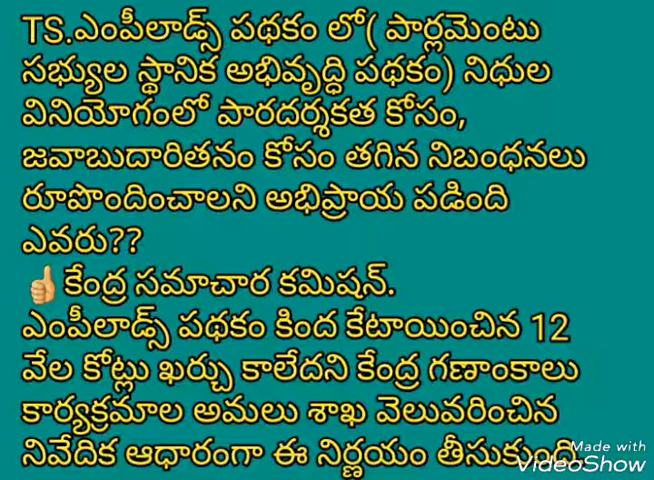 TS.ఎంపీలాడ్స్ పథకం లో( పార్లమెంటు
సభ్యుల స్థానిక అభివృద్ధి పథకం) నిధుల
వినియోగంలో పారదర్శకత కోసం,
జవాబుదారితనం కోసం తగిన నిబంధనలు
రూపొందించాలని అభిప్రాయ పడింది
ఎవరు??
👍కేంద్ర సమాచార కమిషన్.
ఎంపీలాడ్స్ పథకం కింద కేటాయించిన 12
వేల కోట్లు ఖర్చు కాలేదని కేంద్ర గణాంకాలు
కార్యక్రమాల అమలు శాఖ వెలువరించిన
నివేదిక ఆధారంగా ఈ నిర్ణయం తీసుకుంది.
Made with
VideoShow